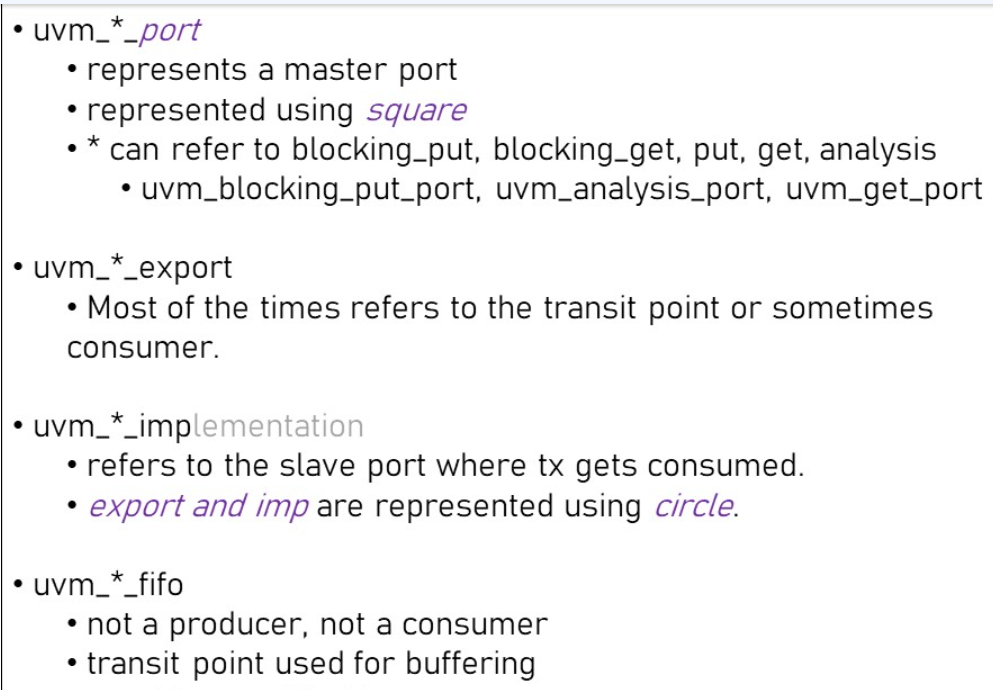 • uvm_*_port
• represents a master port
• represented using square
• * can refer to blocking_put, blocking_get, put, get, analysis
• uvm_blocking_put_port, uvm_analysis_port, uvm_get_port
• uvm_*_export
• Most of the times refers to the transit point or sometimes
consumer.
• uvm_*_implementation
• refers to the slave port where tx gets consumed.
• export and imp are represented using circle.
• uvm_*_fifo
• not a producer, not a consumer
• transit point used for buffering